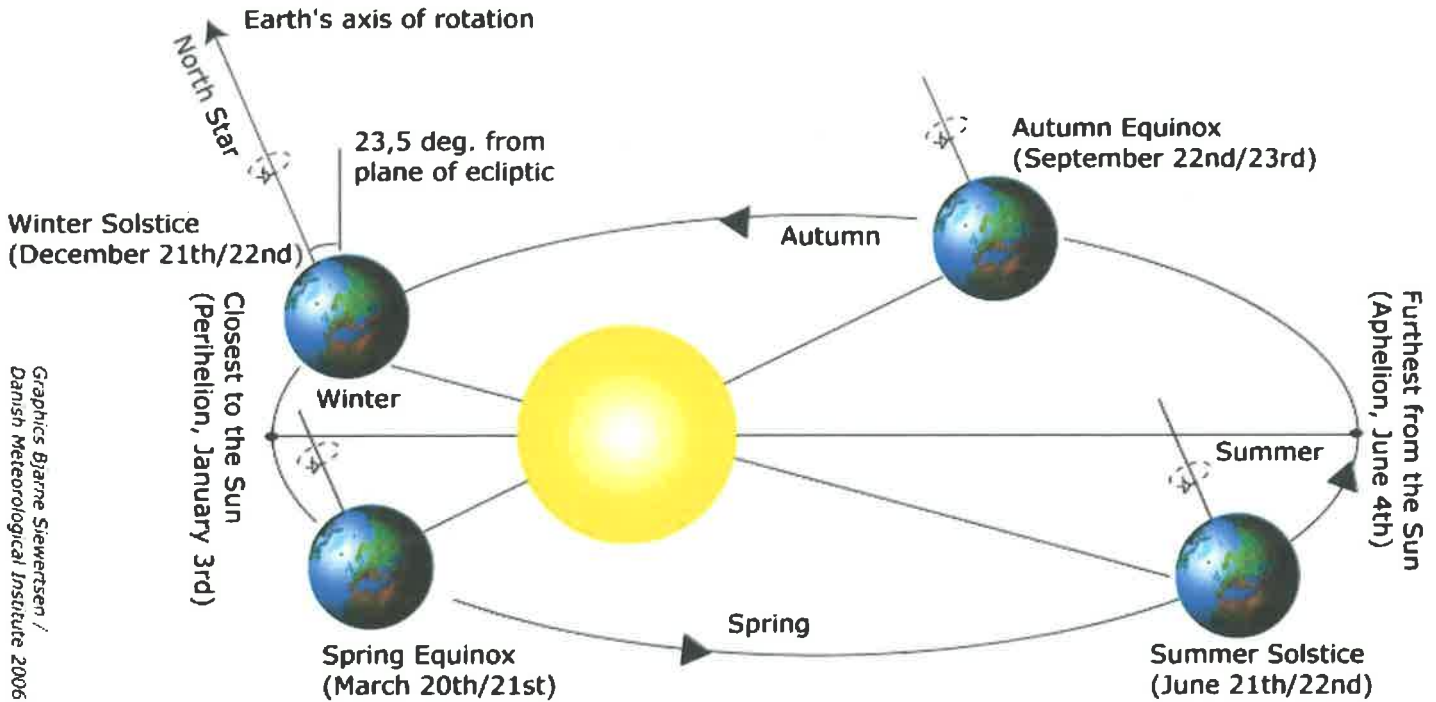 Earth's axis of rotation
North Star
23,5 deg. from
plane of ecliptic
Winter Solstice
(December 21th/22nd)
Autumn Equinox
(September 22nd/23rd)
Autumn
Closest to the Sun
(Perihelion, January 3rd)
Winter
Furthest from the Sun
(Aphelion, June 4th)
Summer
Spring
Spring Equinox
(March 20th/21st)
Summer Solstice
(June 21th/22nd)
Graphics Bjarne Siewertsen /
Danish Meteorological Institute 2006